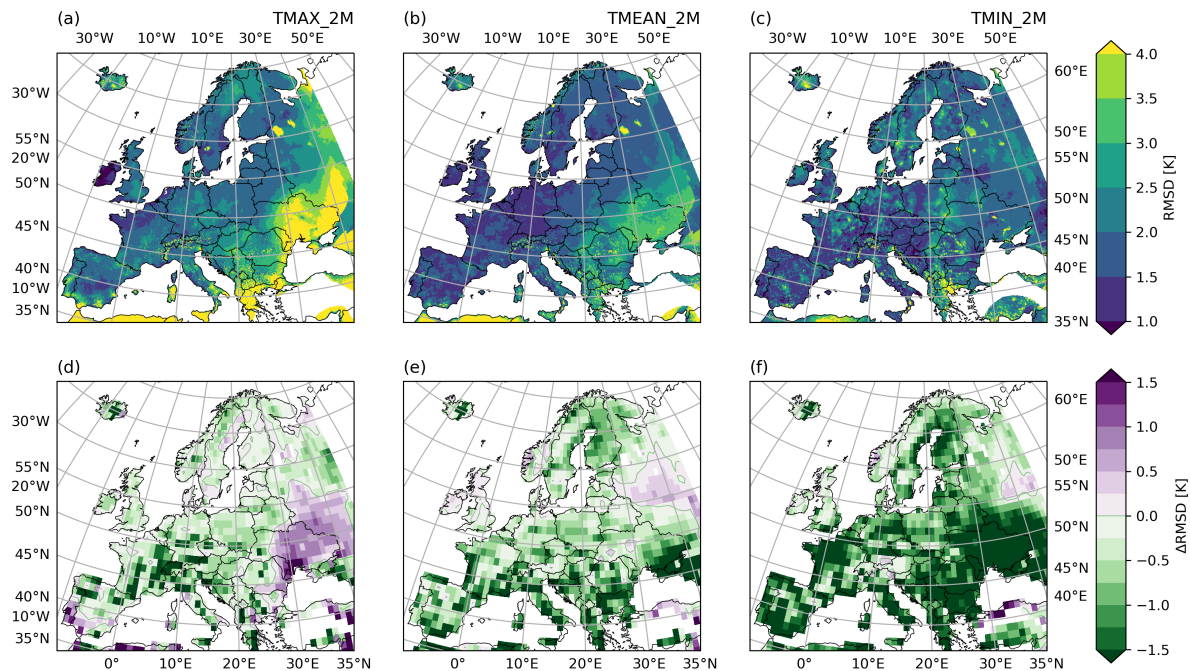 (a) TMAX_2M (b) TMEAN_2M (c) TMIN_2M
30°W 10°W 10°E 30°E 50°E 30°W 10°W 10°E 30°E 50°E 30°W 10°W 10°E 30°E 50°E
30°W
55°N
20°W
50°N
45°N
40°N
10°W
35°N
60°E
50°E
55°N
50°N
45°N
40°E
35°N
4.0
3.5
3.0
2.5
2.0
1.5
1.0
RMSD [K]
(d) (e) (f)
30°W
55°N
20°W
50°N
45°N
40°N
10°W
35°N
60°E
50°E
55°N
50°N
45°N
40°E
1.5
1.0
0.5
0.0
−0.5
−1.0
−1.5
ΔRMSD [K]
0° 10°E 20°E 30°E 35°N 0° 10°E 20°E 30°E 35°N 0° 10°E 20°E 30°E 35°N